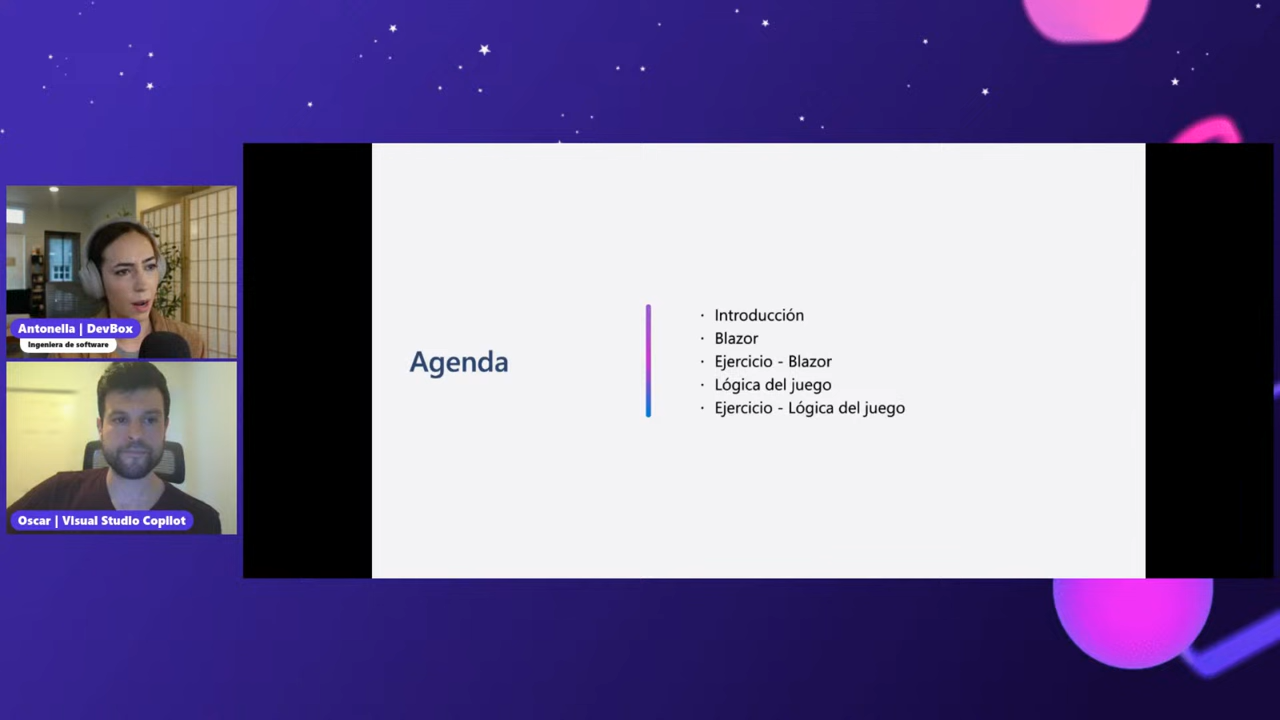 Antonella | DevBox
Ingeniera de software
Oscar | Visual Studio Copilot
Agenda
· Introducción
· Blazor
· Ejercicio - Blazor
· Lógica del juego
· Ejercicio - Lógica del juego